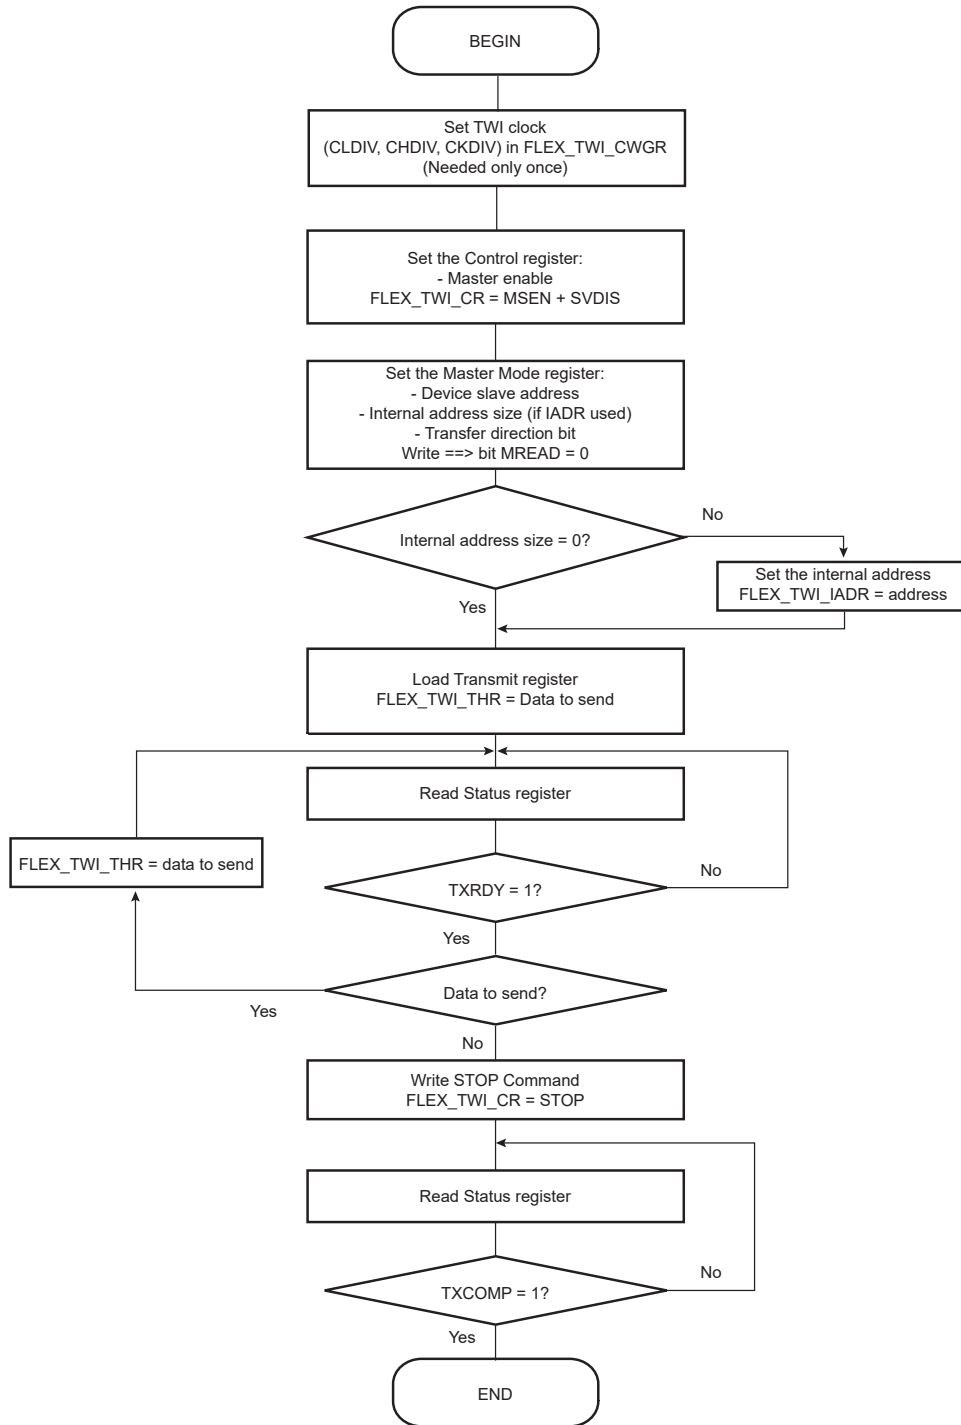 BEGIN
Set TWI clock
(CLDIV, CHDIV, CKDIV) in FLEX_TWI_CWGR
(Needed only once)
Set the Control register:
- Master enable
FLEX_TWI_CR = MSEN + SVDIS
Set the Master Mode register:
- Device slave address
- Internal address size (if IADR used)
- Transfer direction bit
Write ==> bit MREAD = 0
No
Internal address size = 0?
Set the internal address
FLEX_TWI_IADR = address
Yes
Load Transmit register
FLEX_TWI_THR = Data to send
Read Status register
FLEX_TWI_THR = data to send
No
TXRDY = 1?
Yes
Data to send?
Yes
No
Write STOP Command
FLEX_TWI_CR = STOP
Read Status register
No
TXCOMP = 1?
Yes
END